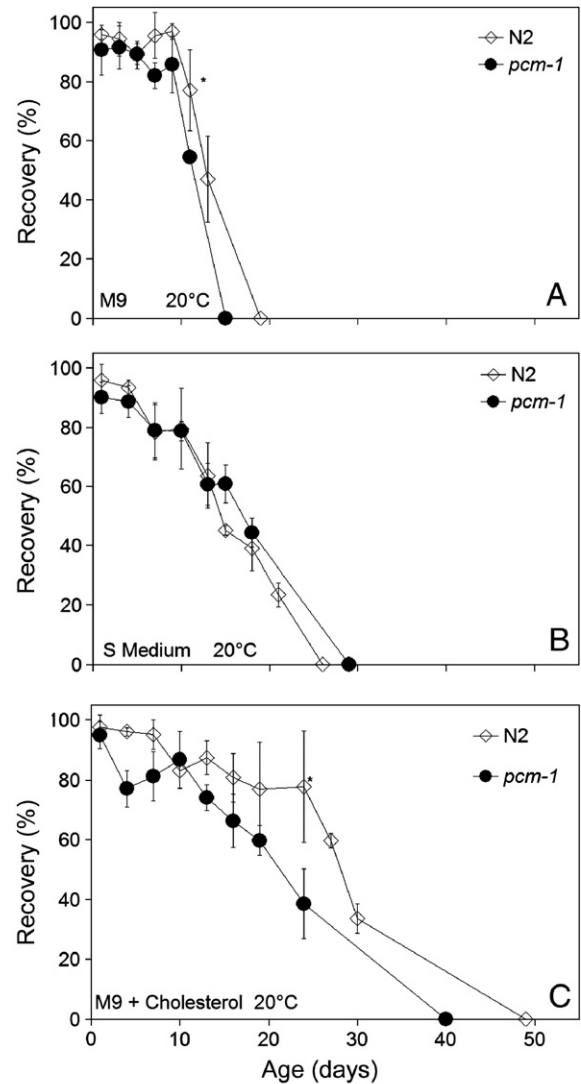 100
80
60
40
20
0
Recovery (%)
N2
pcm-1
*
M9 20°C
A
100
80
60
40
20
0
Recovery (%)
N2
pcm-1
S Medium 20°C
B
100
80
60
40
20
0
Recovery (%)
N2
pcm-1
*
M9 + Cholesterol 20°C
C
0 10 20 30 40 50
Age (days)